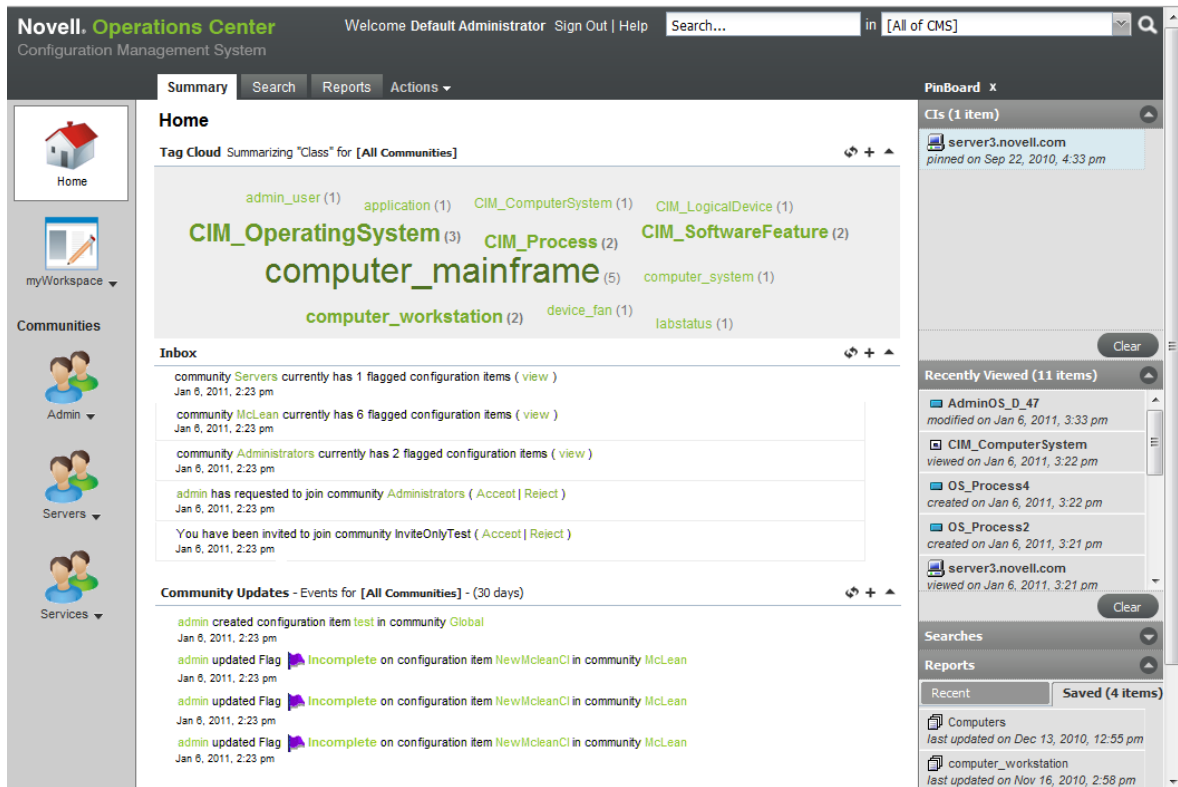 Novell. Operations Center
Configuration Management System
Welcome Default Administrator Sign Out | Help
Search...
in [All of CMS]
Summary Search Reports Actions
Home
myWorkspace
Communities
Admin
Servers
Services
Home
Tag Cloud Summarizing "Class" for [All Communities]
admin_user (1) application (1) CIM_ComputerSystem (1) CIM_LogicalDevice (1)
CIM_OperatingSystem (3) CIM_Process (2) CIM_SoftwareFeature (2)
computer_mainframe (5) computer_system (1)
computer_workstation (2) device_fan (1) labstatus (1)
Inbox
community Servers currently has 1 flagged configuration items ( view )
Jan 6, 2011, 2:23 pm
community McLean currently has 6 flagged configuration items ( view )
Jan 6, 2011, 2:23 pm
community Administrators currently has 2 flagged configuration items ( view )
Jan 6, 2011, 2:23 pm
admin has requested to join community Administrators ( Accept | Reject )
Jan 6, 2011, 2:23 pm
You have been invited to join community InviteOnlyTest ( Accept | Reject )
Jan 6, 2011, 2:23 pm
Community Updates - Events for [All Communities] - (30 days)
admin created configuration item test in community Global
Jan 6, 2011, 2:23 pm
admin updated Flag Incomplete on configuration item NewMcleanCI in community McLean
Jan 6, 2011, 2:23 pm
admin updated Flag Incomplete on configuration item NewMcleanCI in community McLean
Jan 6, 2011, 2:23 pm
admin updated Flag Incomplete on configuration item NewMcleanCI in community McLean
Jan 6, 2011, 2:23 pm
PinBoard X
CIs (1 item)
server3.novell.com
pinned on Sep 22, 2010, 4:33 pm
Clear
Recently Viewed (11 items)
AdminOS_D_47
modified on Jan 6, 2011, 3:33 pm
CIM_ComputerSystem
viewed on Jan 6, 2011, 3:22 pm
OS_Process4
created on Jan 6, 2011, 3:22 pm
OS_Process2
created on Jan 6, 2011, 3:21 pm
server3.novell.com
viewed on Jan 6, 2011, 3:21 pm
Clear
Searches
Reports
Recent Saved (4 items)
Computers
last updated on Dec 13, 2010, 12:55 pm
computer_workstation
last updated on Nov 16, 2010, 2:58 pm